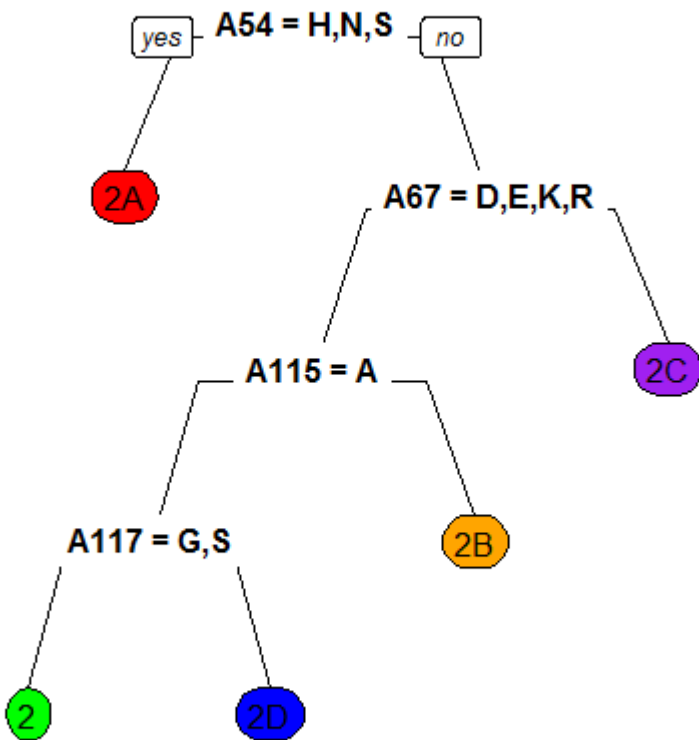 yes A54 = H,N,S no
2A
A67 = D,E,K,R
A115 = A
2C
A117 = G,S
2B
2
2D